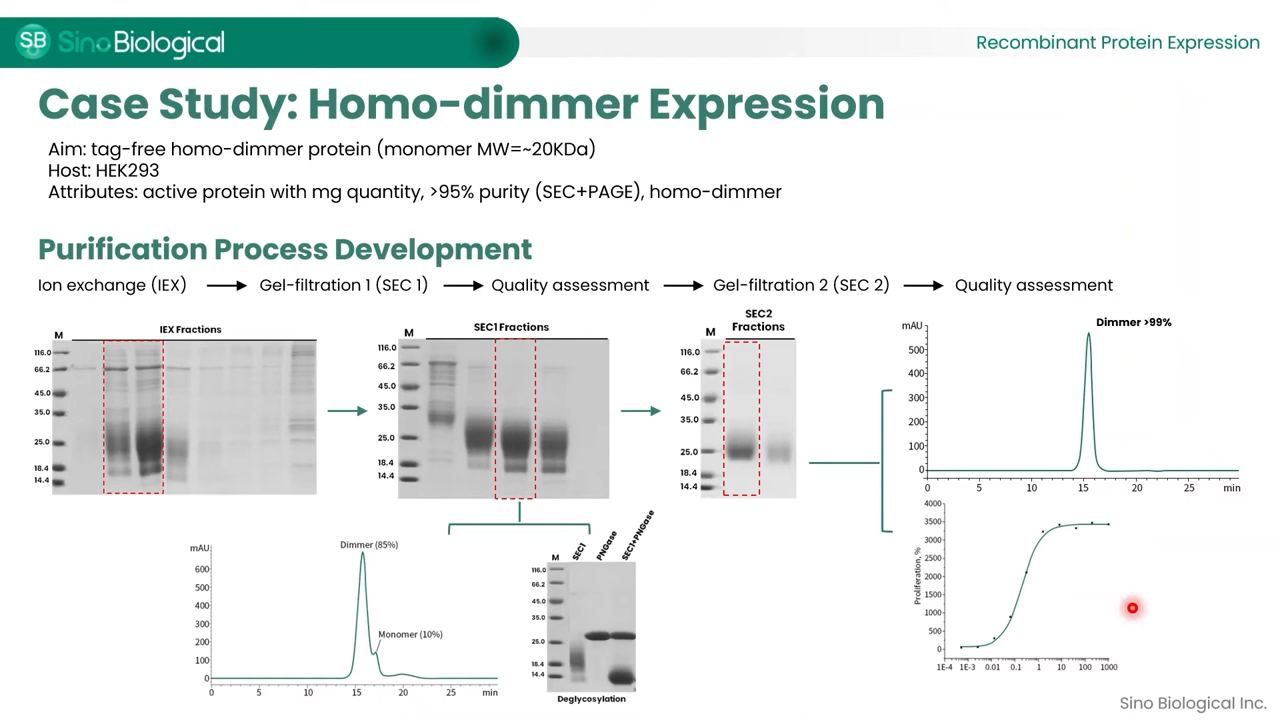 SB SinoBiological
Recombinant Protein Expression
Case Study: Homo-dimmer Expression
Aim: tag-free homo-dimmer protein (monomer MW=~20KDa)
Host: HEK293
Attributes: active protein with mg quantity, >95% purity (SEC+PAGE), homo-dimmer
Purification Process Development
Ion exchange (IEX)
Gel-filtration 1 (SEC 1)
Quality assessment
Gel-filtration 2 (SEC 2)
Quality assessment
M
IEX Fractions
116.0
66.2
45.0
35.0
25.0
18.4
14.4
M
SEC1 Fractions
116.0
66.2
45.0
35.0
25.0
18.4
14.4
M
SEC2
Fractions
116.0
66.2
45.0
35.0
25.0
18.4
14.4
mAU
Dimmer >99%
500
400
300
200
100
0
0 5 10 15 20 25 min
mAU
Dimmer (85%)
Monomer (10%)
600
500
400
300
200
100
0
0 5 10 15 20 25 min
M
SEC1
PNGase
SEC1+PNGase
116.0
66.2
45.0
35.0
25.0
18.4
14.4
Deglycosylation
Proliferation, %
4000
3500
3000
2500
2000
1500
1000
500
0
1E-4 1E-3 0.01 0.1 1 10 100 1000
Sino Biological Inc.